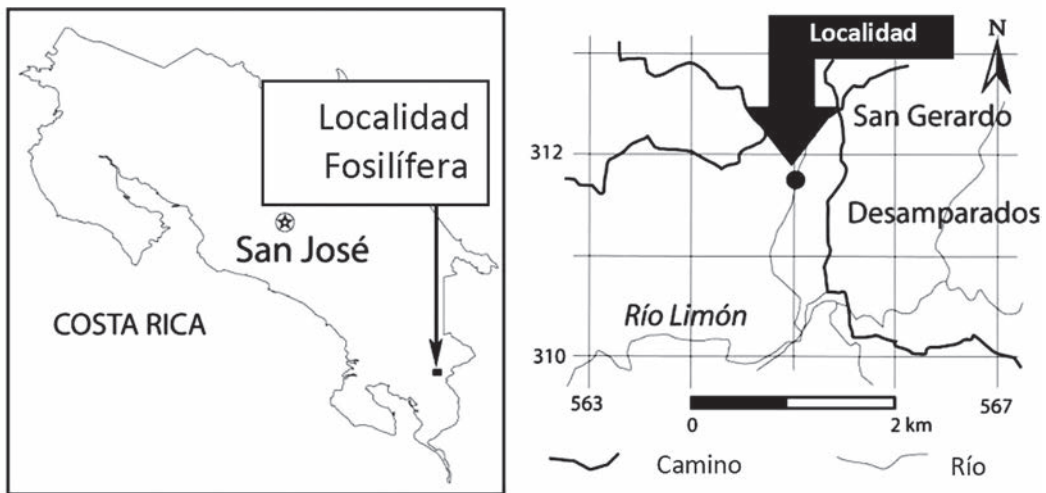 Localidad
Fosilífera
San José
COSTA RICA
Localidad
N
San Gerardo
312
Desamparados
Río Limón
310
563
567
0
2 km
Camino
Río